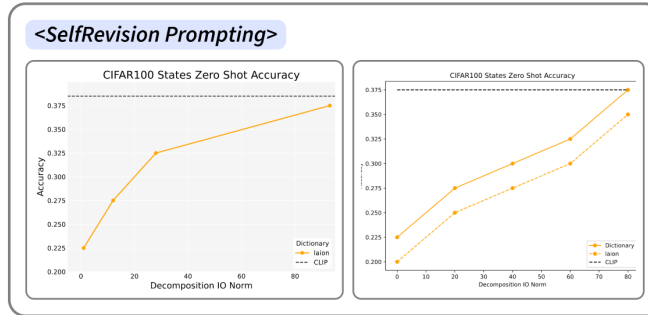 <SelfRevision Prompting>
CIFAR100 States Zero Shot Accuracy
Accuracy
0.375
0.350
0.325
0.300
0.275
0.250
0.225
0.200
0
20
40
60
80
Decomposition IO Norm
Dictionary
laion
CLIP
CIFAR100 States Zero Shot Accuracy
0.375
0.350
0.325
0.300
0.275
0.250
0.225
0.200
0
10
20
30
40
50
60
70
80
Decomposition IO Norm
Dictionary
laion
CLIP